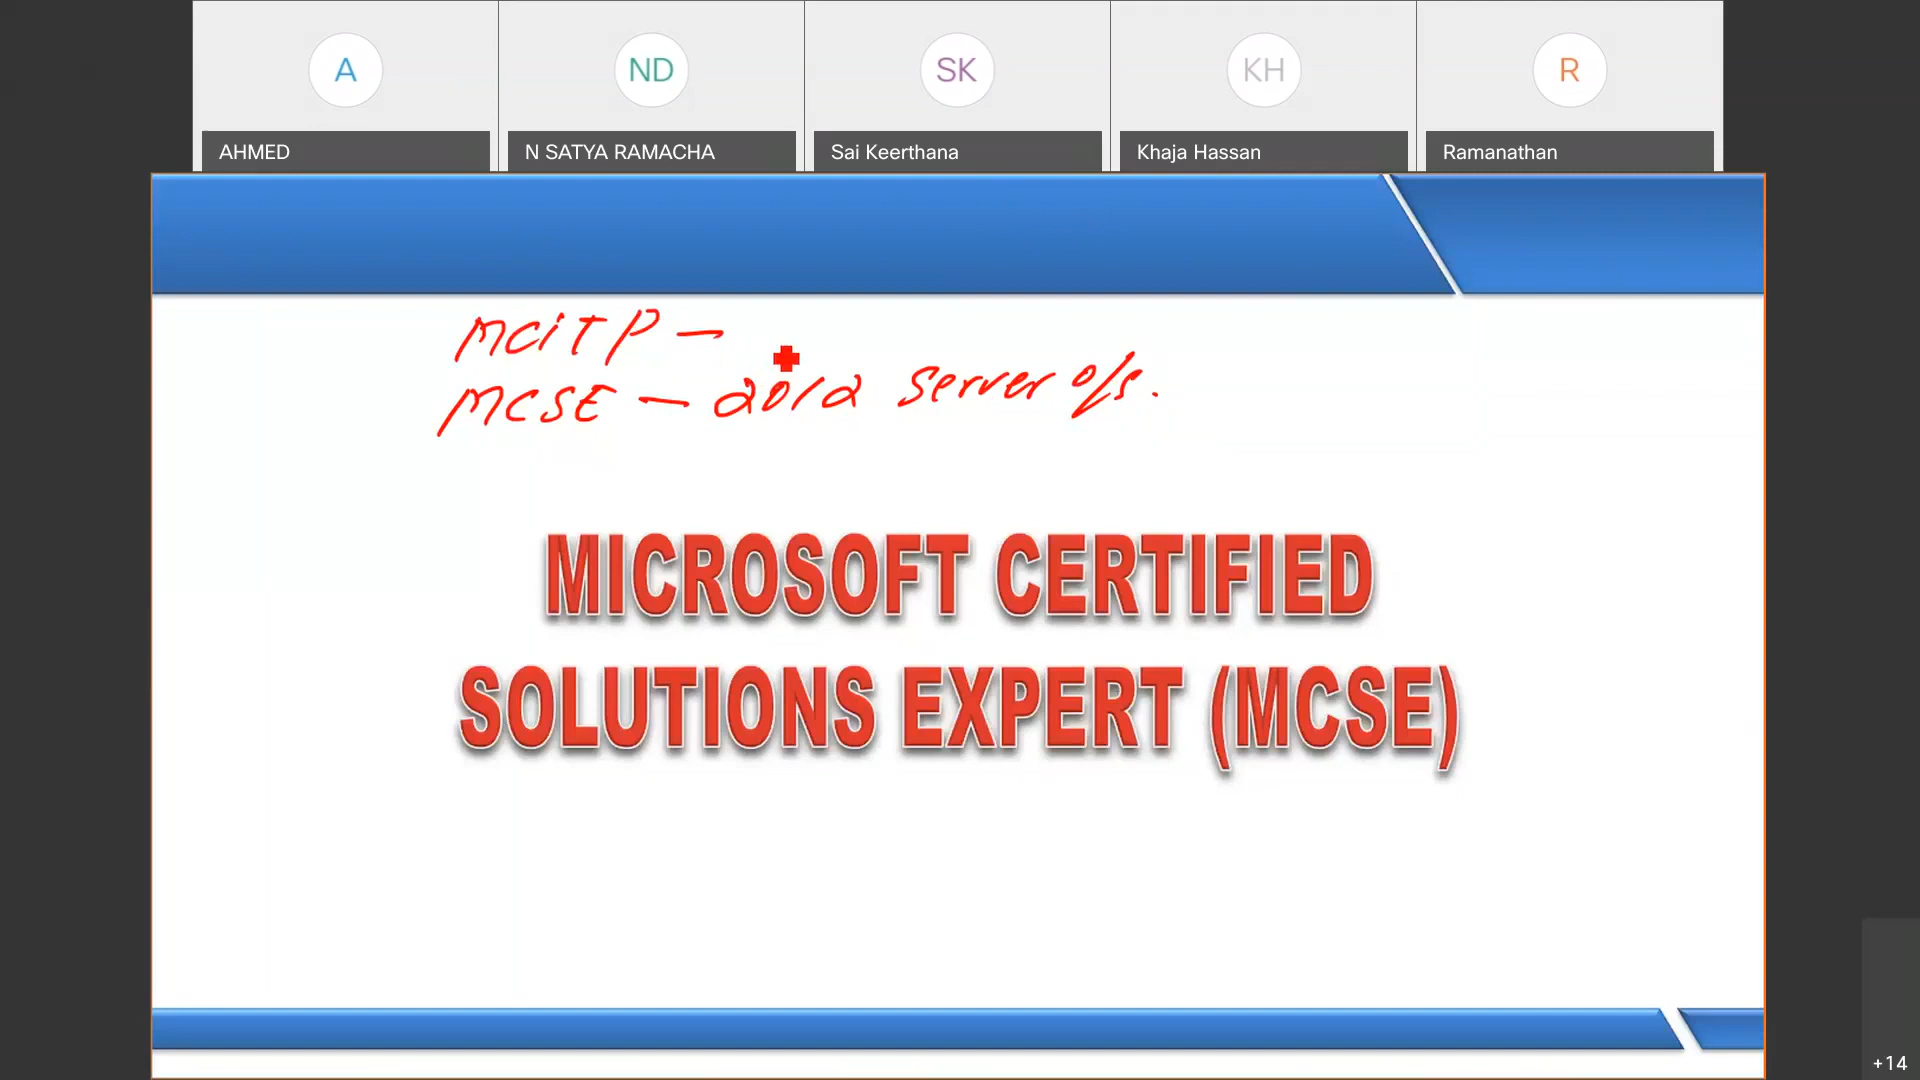 A ND SK KH R
AHMED N SATYA RAMACHA Sai Keerthana Khaja Hassan Ramanathan
MCITP –
MCSE – 2012 Server o/s.
MICROSOFT CERTIFIED
SOLUTIONS EXPERT (MCSE)
+14